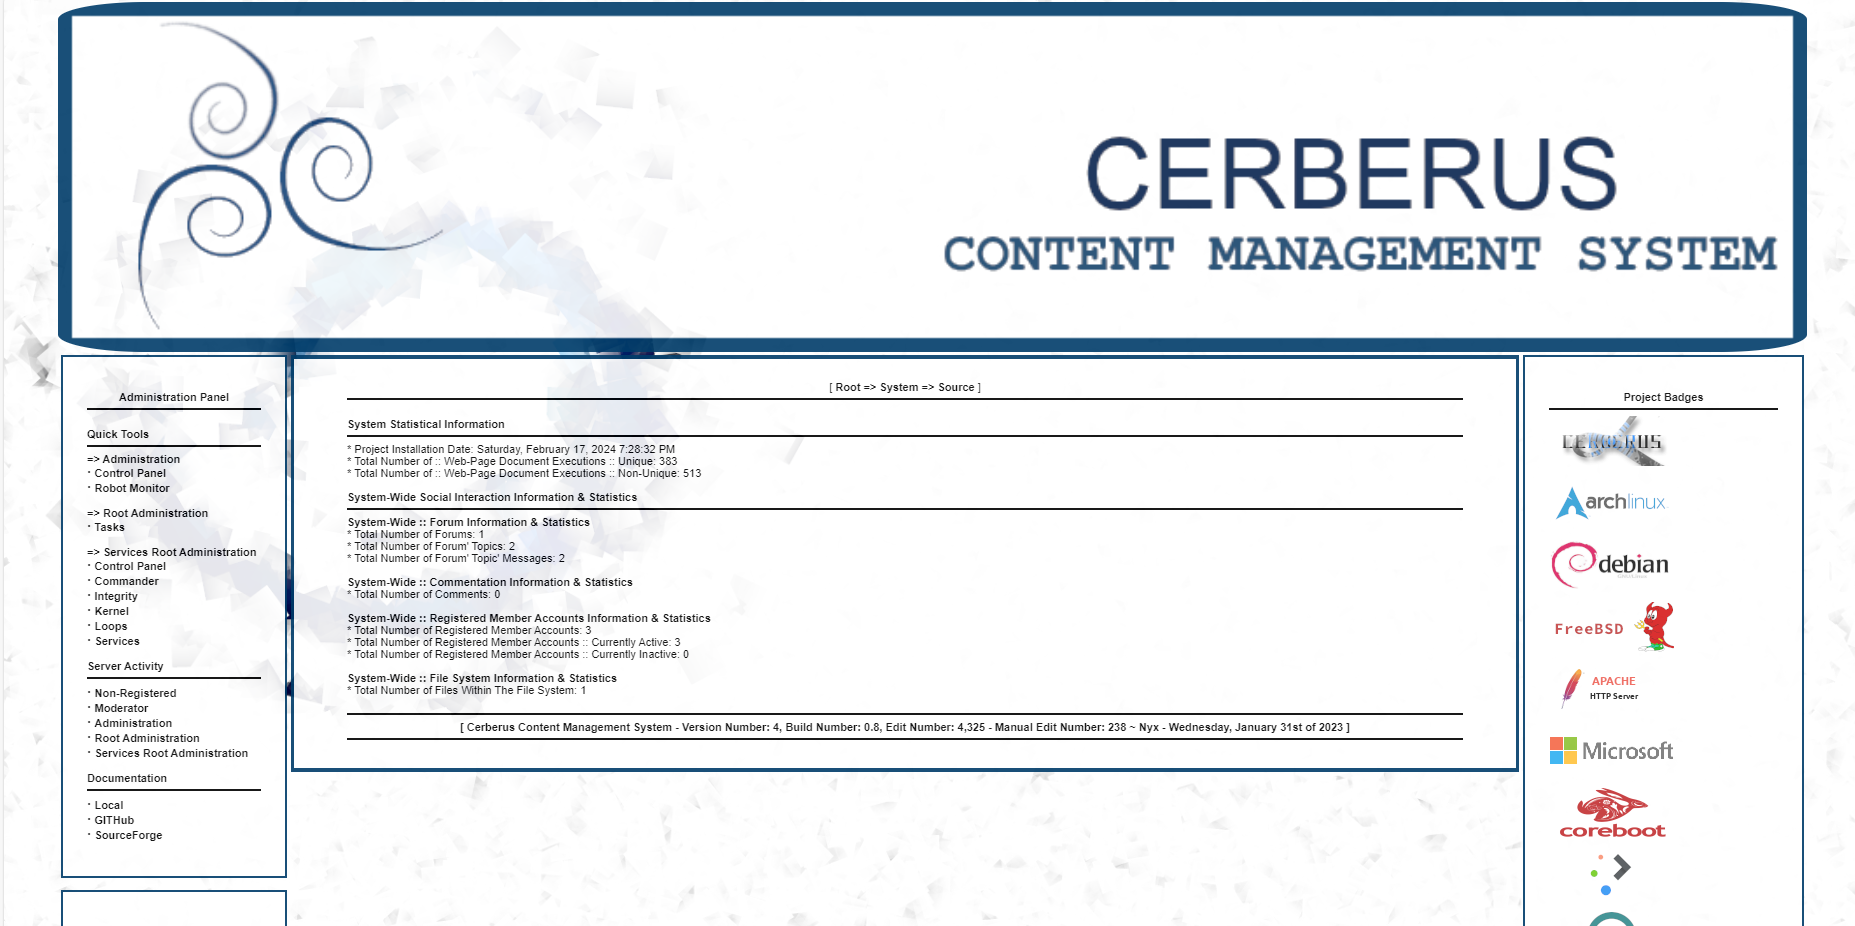 CERBERUS
CONTENT MANAGEMENT SYSTEM
Administration Panel
Quick Tools
=> Administration
· Control Panel
· Robot Monitor
=> Root Administration
· Tasks
=> Services Root Administration
· Control Panel
· Commander
· Integrity
· Kernel
· Loops
· Services
Server Activity
· Non-Registered
· Moderator
· Administration
· Root Administration
· Services Root Administration
Documentation
· Local
· GITHub
· SourceForge
[ Root => System => Source ]
System Statistical Information
* Project Installation Date: Saturday, February 17, 2024 7:28:32 PM
* Total Number of :: Web-Page Document Executions :: Unique: 383
* Total Number of :: Web-Page Document Executions :: Non-Unique: 513
System-Wide Social Interaction Information & Statistics
System-Wide :: Forum Information & Statistics
* Total Number of Forums: 1
* Total Number of Forum' Topics: 2
* Total Number of Forum' Topic' Messages: 2
System-Wide :: Commentation Information & Statistics
* Total Number of Comments: 0
System-Wide :: Registered Member Accounts Information & Statistics
* Total Number of Registered Member Accounts: 3
* Total Number of Registered Member Accounts :: Currently Active: 3
* Total Number of Registered Member Accounts :: Currently Inactive: 0
System-Wide :: File System Information & Statistics
* Total Number of Files Within The File System: 1
[ Cerberus Content Management System - Version Number: 4, Build Number: 0.8, Edit Number: 4,325 - Manual Edit Number: 238 ~ Nyx - Wednesday, January 31st of 2023 ]
Project Badges
CERBERUS
archlinux
debian
FreeBSD
APACHE
HTTP Server
Microsoft
coreboot